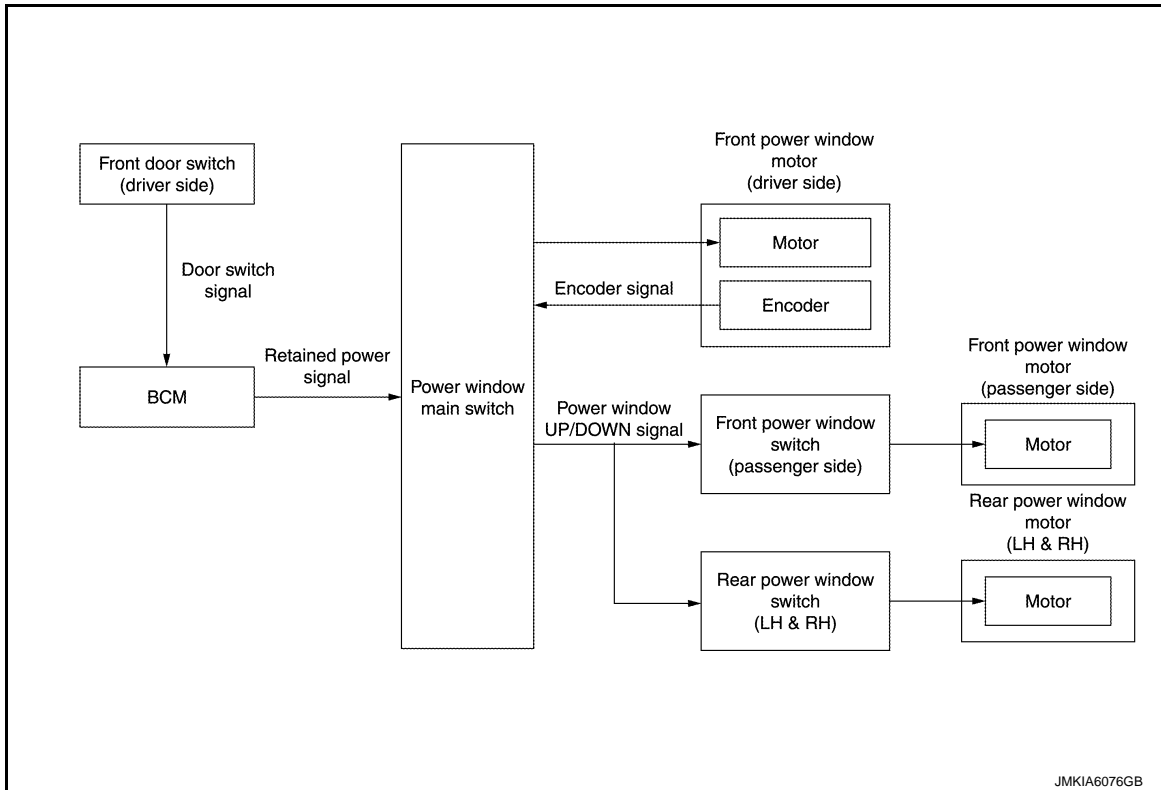 Front door switch
(driver side)
Door switch
signal
BCM
Retained power
signal
Power window
main switch
Front power window
motor
(driver side)
Motor
Encoder signal
Encoder
Power window
UP/DOWN signal
Front power window
switch
(passenger side)
Front power window
motor
(passenger side)
Motor
Rear power window
switch
(LH & RH)
Rear power window
motor
(LH & RH)
Motor
JMKIA6076GB